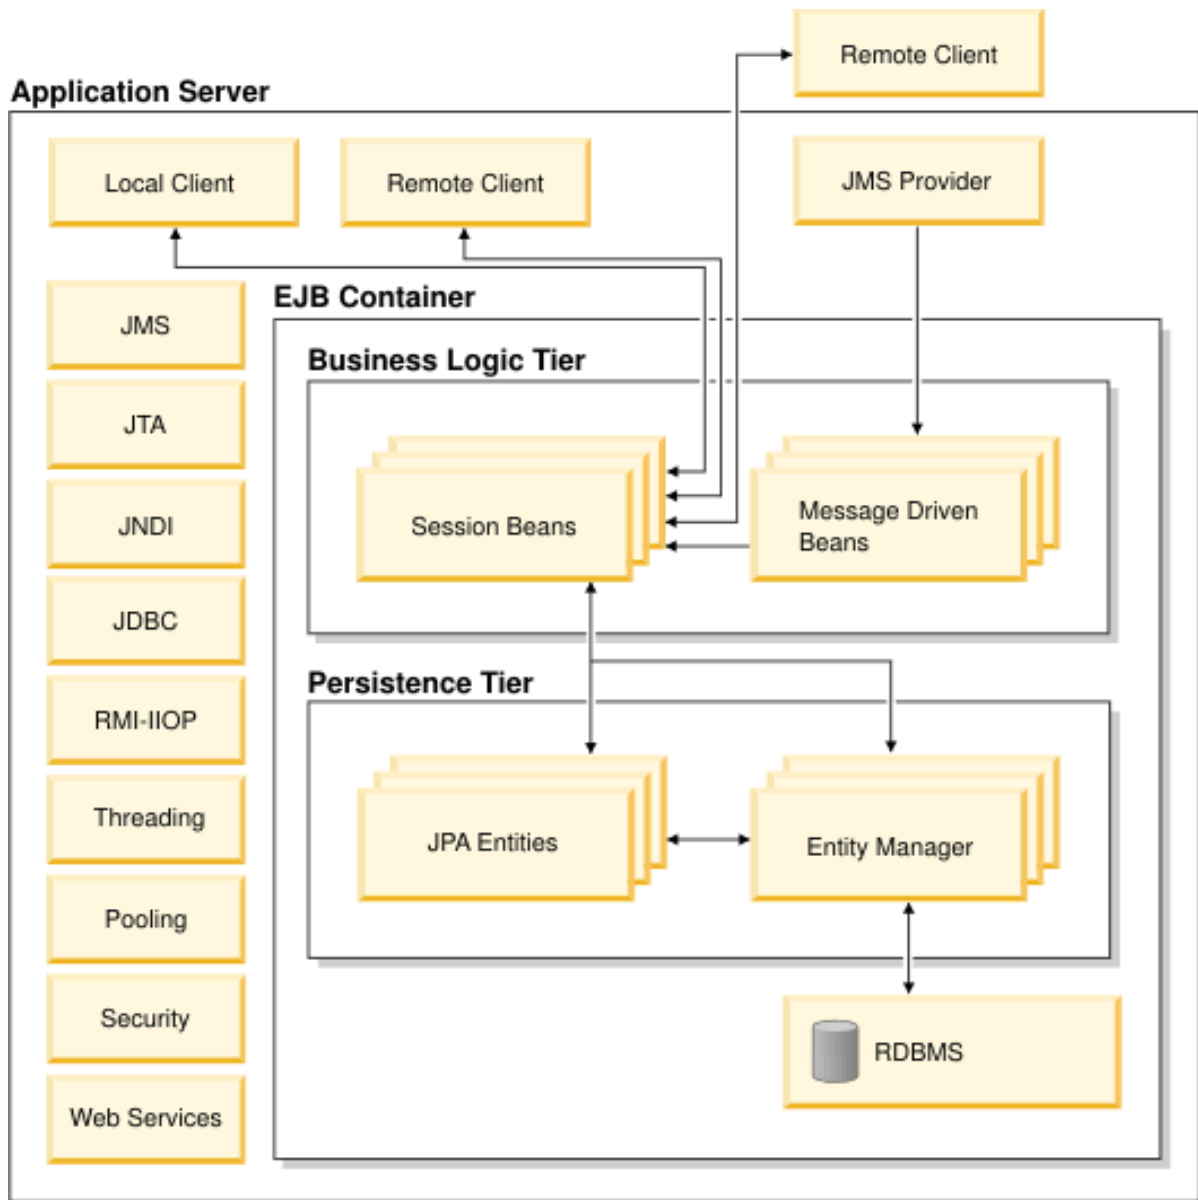 Remote Client
Application Server
Local Client
Remote Client
JMS Provider
JMS
JTA
JNDI
JDBC
RMI-IIOP
Threading
Pooling
Security
Web Services
EJB Container
Business Logic Tier
Session Beans
Message Driven
Beans
Persistence Tier
JPA Entities
Entity Manager
RDBMS